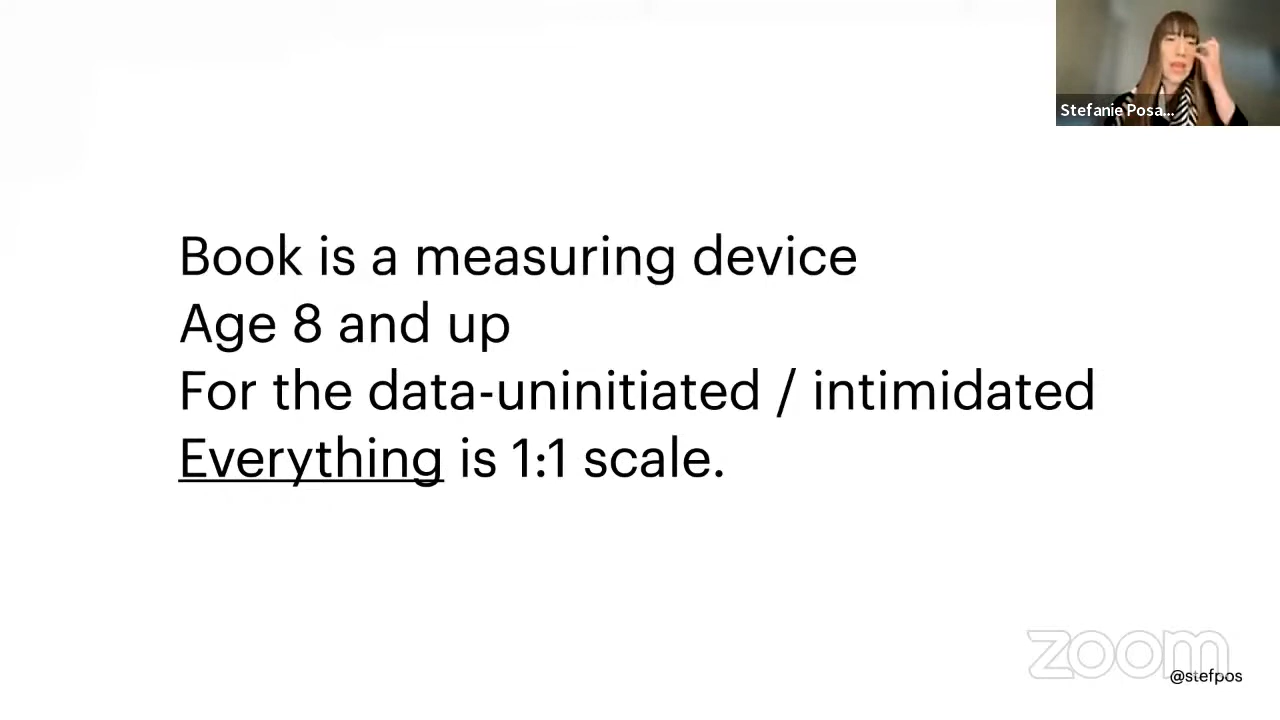 Stefanie Posa...
Book is a measuring device
Age 8 and up
For the data-uninitiated / intimidated
Everything is 1:1 scale.
zoom
@stefpos